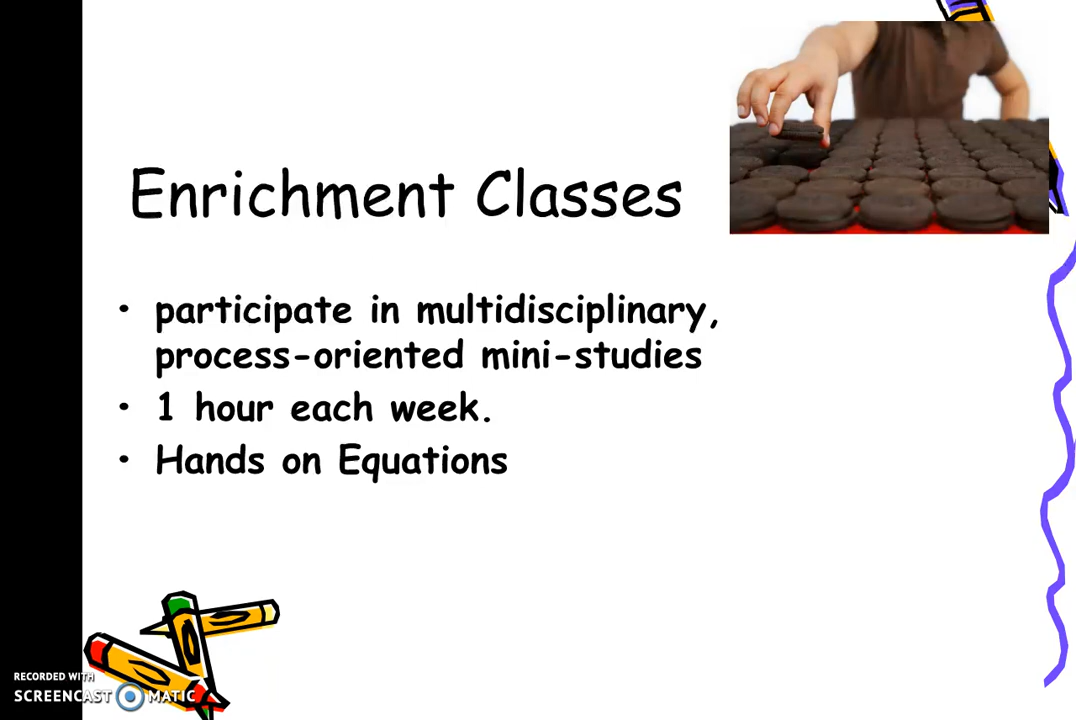 Enrichment Classes
• participate in multidisciplinary,
process-oriented mini-studies
• 1 hour each week.
• Hands on Equations
RECORDED WITH
SCREENCAST MATIC